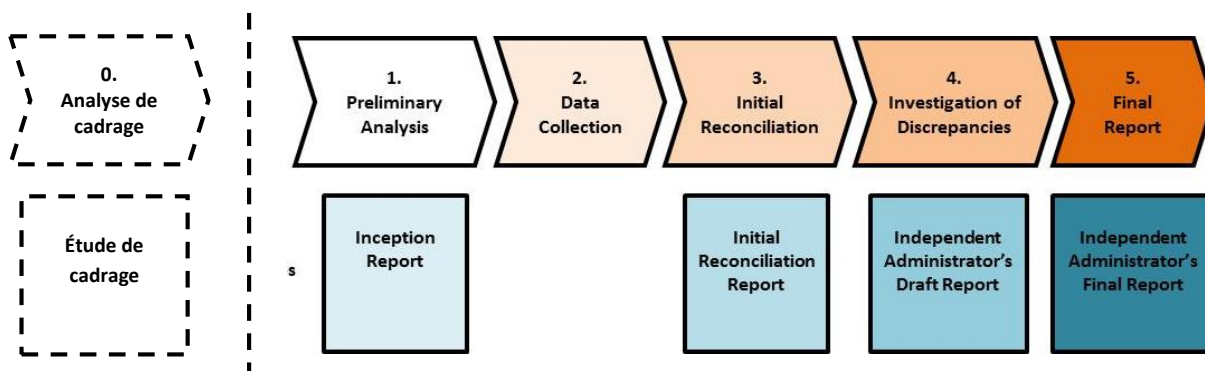 0.
Analyse de
cadrage
1.
Preliminary
Analysis
2.
Data
Collection
3.
Initial
Reconciliation
4.
Investigation of
Discrepancies
5.
Final
Report
Étude de
cadrage
s
Inception
Report
Initial
Reconciliation
Report
Independent
Administrator’s
Draft Report
Independent
Administrator’s
Final Report